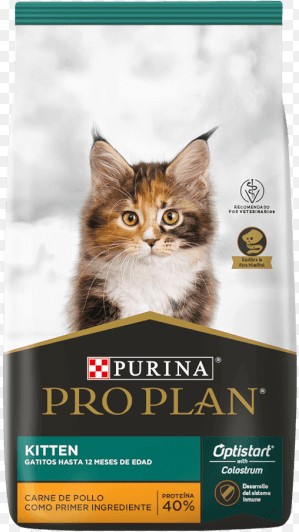 RECOMENDADO
POR VETERINARIOS
PURINA®
PRO PLAN®
KITTEN
GATITOS HASTA 12 MESES DE EDAD
Optistart®
with
Colostrum
CARNE DE POLLO
COMO PRIMER INGREDIENTE
PROTEÍNA
40%
Desarrollo
del sistema
inmune